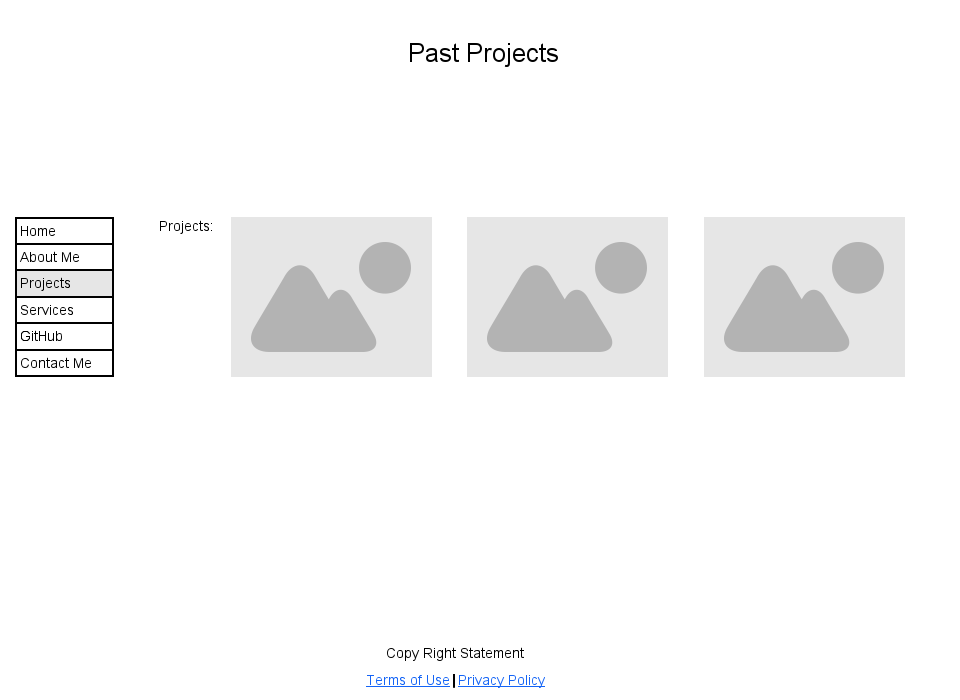 Past Projects
Home
About Me
Projects
Services
GitHub
Contact Me
Projects:
Copy Right Statement
Terms of Use | Privacy Policy